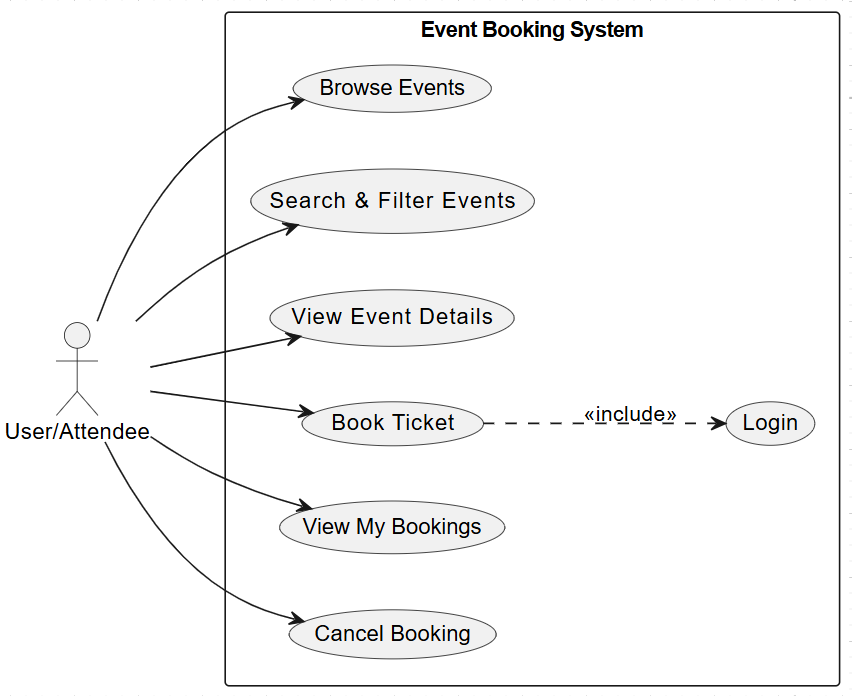 Event Booking System
Browse Events
Search & Filter Events
View Event Details
User/Attendee
Book Ticket
«include»
Login
View My Bookings
Cancel Booking